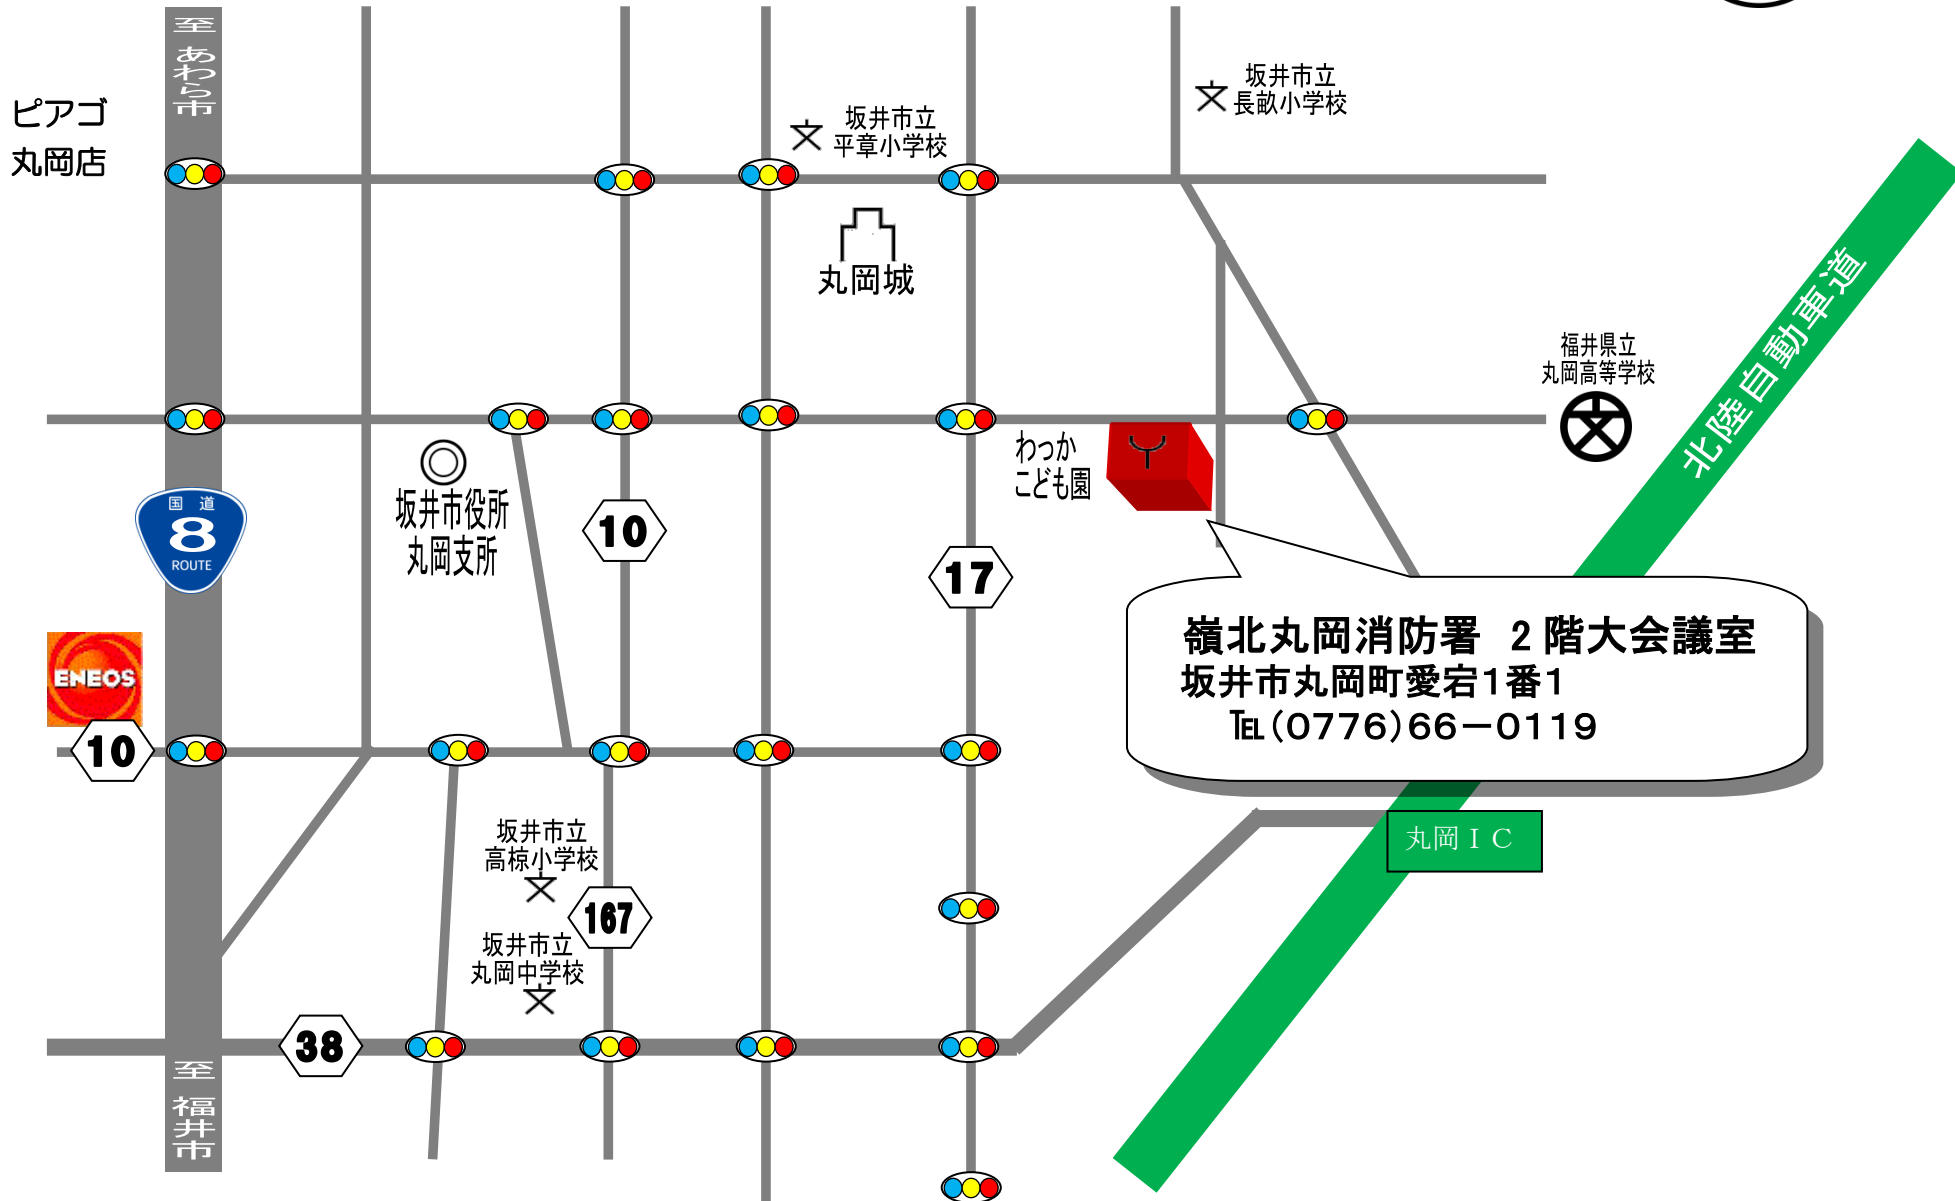 至 あわら市
ピアゴ
丸岡店
坂井市立
平章小学校
坂井市立
長畝小学校
丸岡城
福井県立
丸岡高等学校
北陸自動車道
わっか
こども園
坂井市役所
丸岡支所
国道
8
ROUTE
10
17
ENEOS
10
嶺北丸岡消防署 2階大会議室
坂井市丸岡町愛宕1番1
℡(0776)66-0119
丸岡IC
坂井市立
高椋小学校
167
坂井市立
丸岡中学校
38
至 福井市